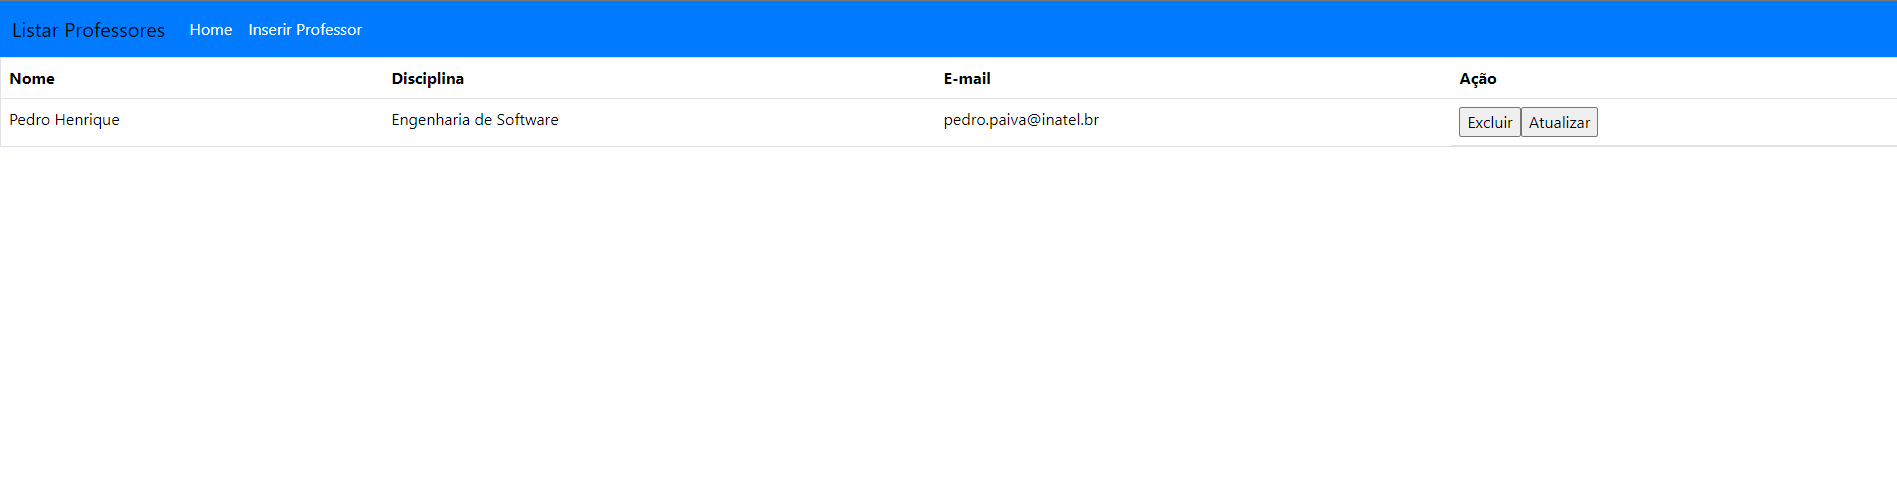 Listar Professores Home Inserir Professor
Nome Disciplina E-mail Ação
Pedro Henrique Engenharia de Software pedro.paiva@inatel.br Excluir Atualizar